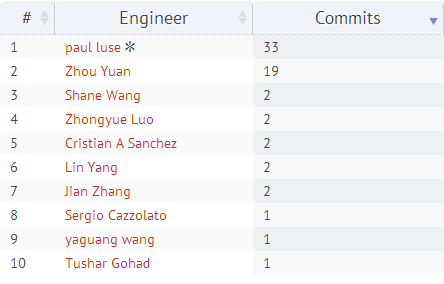 # Engineer Commits
1 paul luse ✻ 33
2 Zhou Yuan 19
3 Shane Wang 2
4 Zhongyue Luo 2
5 Cristian A Sanchez 2
6 Lin Yang 2
7 Jian Zhang 2
8 Sergio Cazzolato 1
9 yaguang wang 1
10 Tushar Gohad 1